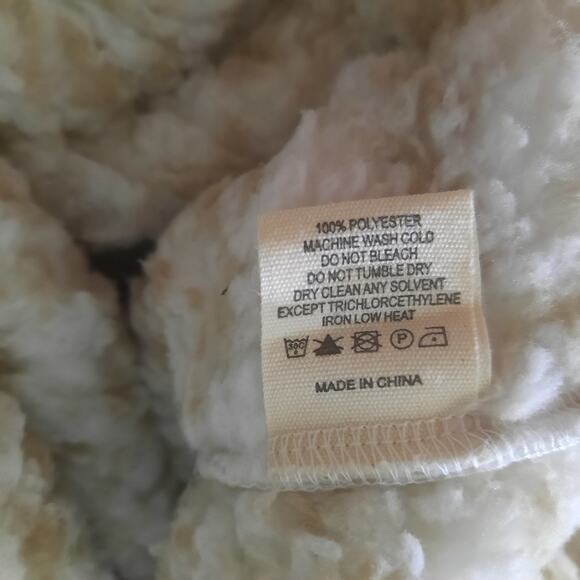 100% POLYESTER
MACHINE WASH COLD
DO NOT BLEACH
DO NOT TUMBLE DRY
DRY CLEAN ANY SOLVENT
EXCEPT TRICHLORCETHYLENE
IRON LOW HEAT
30C P
MADE IN CHINA